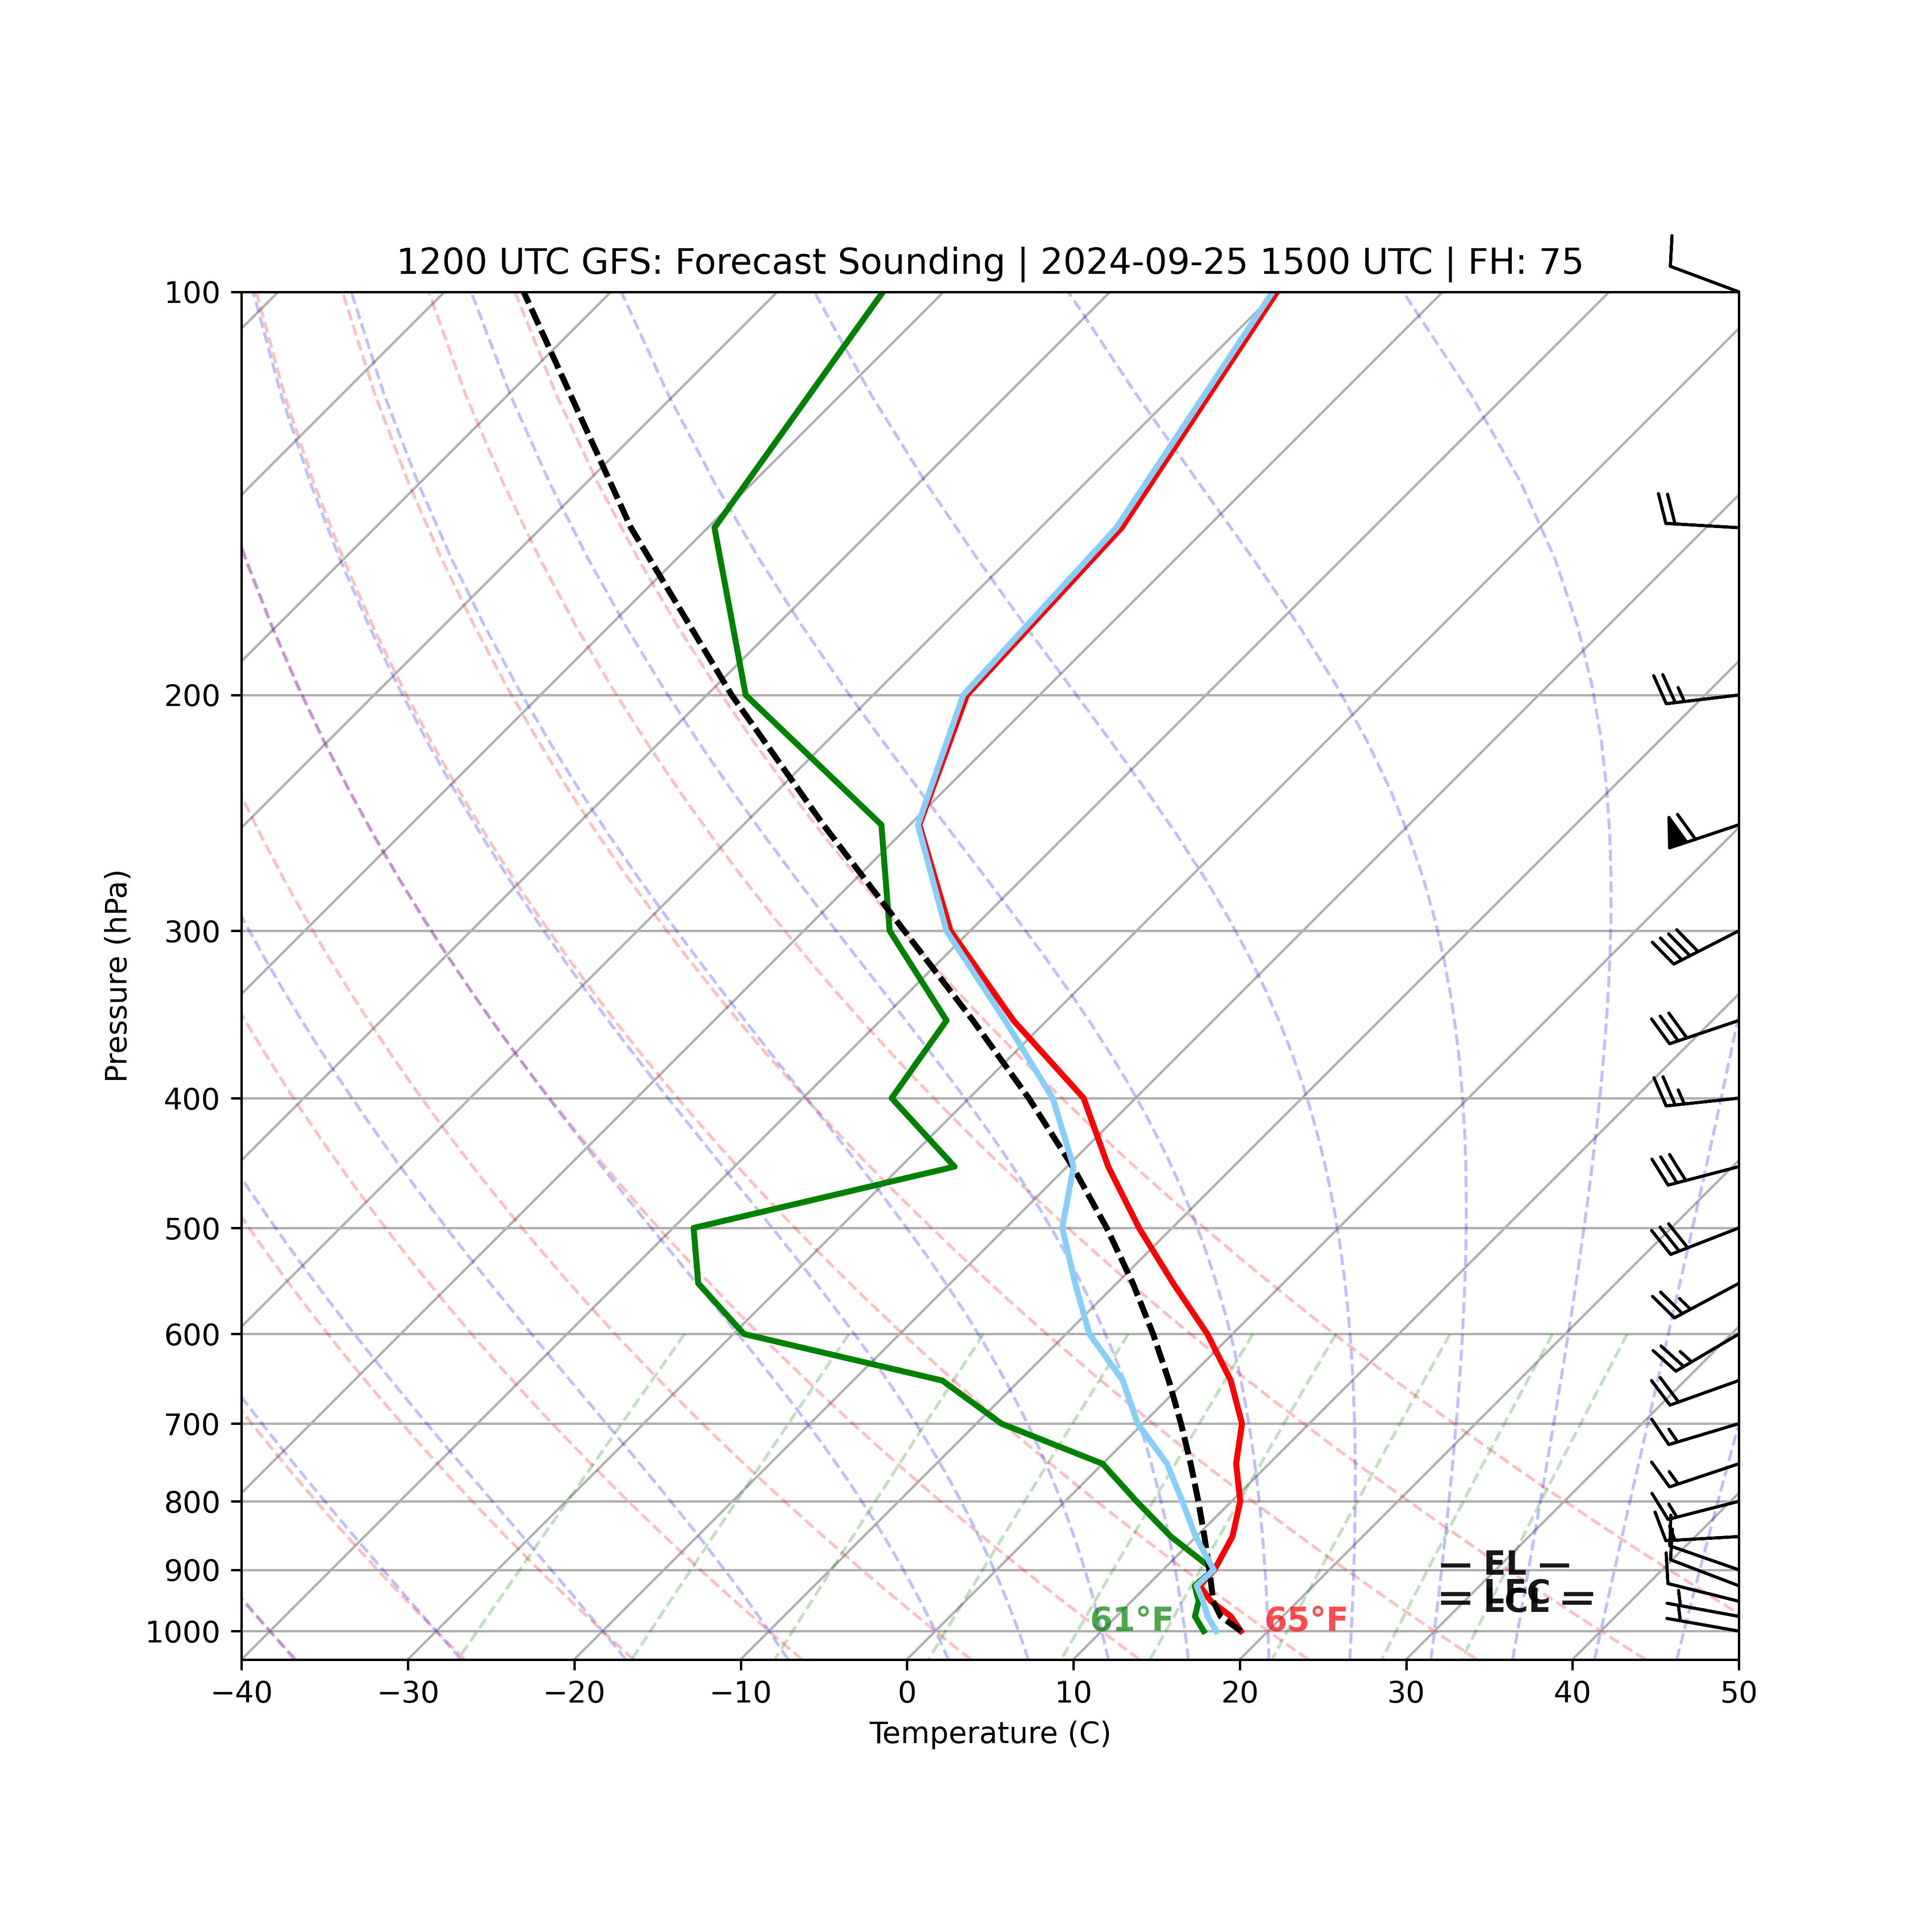 1200 UTC GFS: Forecast Sounding | 2024-09-25 1500 UTC | FH: 75
100
200
300
400
500
600
700
800
900
1000
Pressure (hPa)
— EL —
— LFC —
— LCL —
61°F 65°F
−40 −30 −20 −10 0 10 20 30 40 50
Temperature (C)